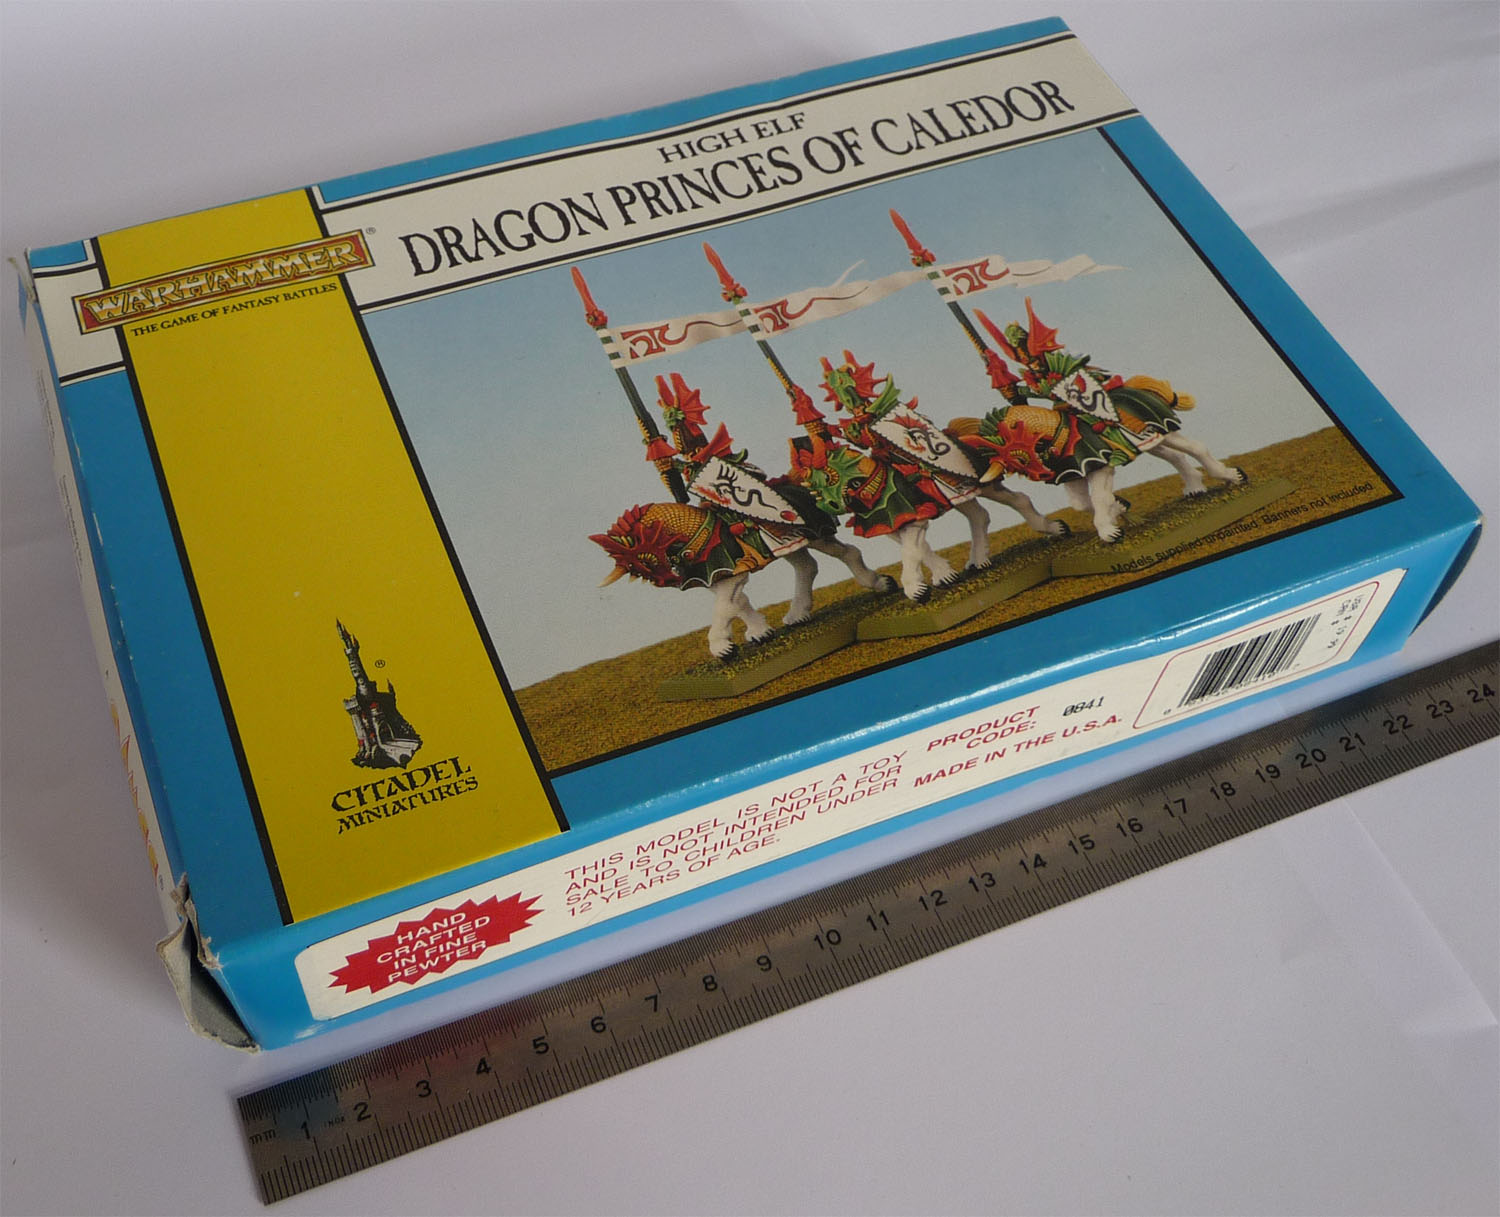 HIGH ELF
DRAGON PRINCES OF CALEDOR
WARHAMMER®
THE GAME OF FANTASY BATTLES
Models supplied unpainted. Banners not included.
®
CITADEL
MINIATURES
HAND
CRAFTED
IN FINE
PEWTER
THIS MODEL IS NOT A TOY
AND IS NOT INTENDED FOR
SALE TO CHILDREN UNDER
12 YEARS OF AGE.
PRODUCT
CODE: 0841
MADE IN THE U.S.A.
mm 1 INOX 2 3 4 5 6 7 8 9 10 11 12 13 14 15 16 17 18 19 20 21 22 23 24